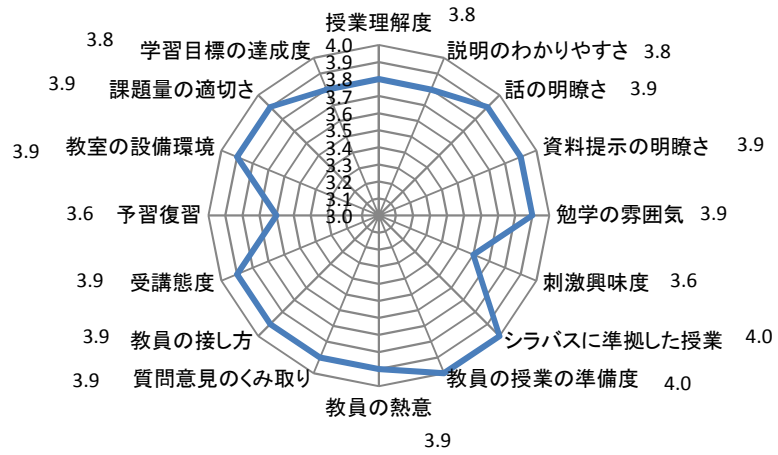 授業理解度 3.8
説明のわかりやすさ 3.8
話の明瞭さ 3.9
資料提示の明瞭さ 3.9
勉学の雰囲気 3.9
刺激興味度 3.6
シラバスに準拠した授業 4.0
教員の授業の準備度 4.0
教員の熱意
3.9
質問意見のくみ取り
3.9
教員の接し方
3.9
受講態度
3.9
予習復習
3.6
教室の設備環境
3.9
課題量の適切さ
3.9
学習目標の達成度
3.8
4.0
3.9
3.8
3.7
3.6
3.5
3.4
3.3
3.2
3.1
3.0